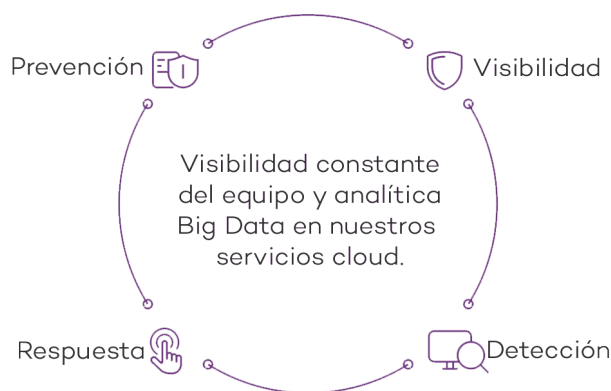 Prevención
Visibilidad
Visibilidad constante
del equipo y analítica
Big Data en nuestros
servicios cloud.
Respuesta
Detección